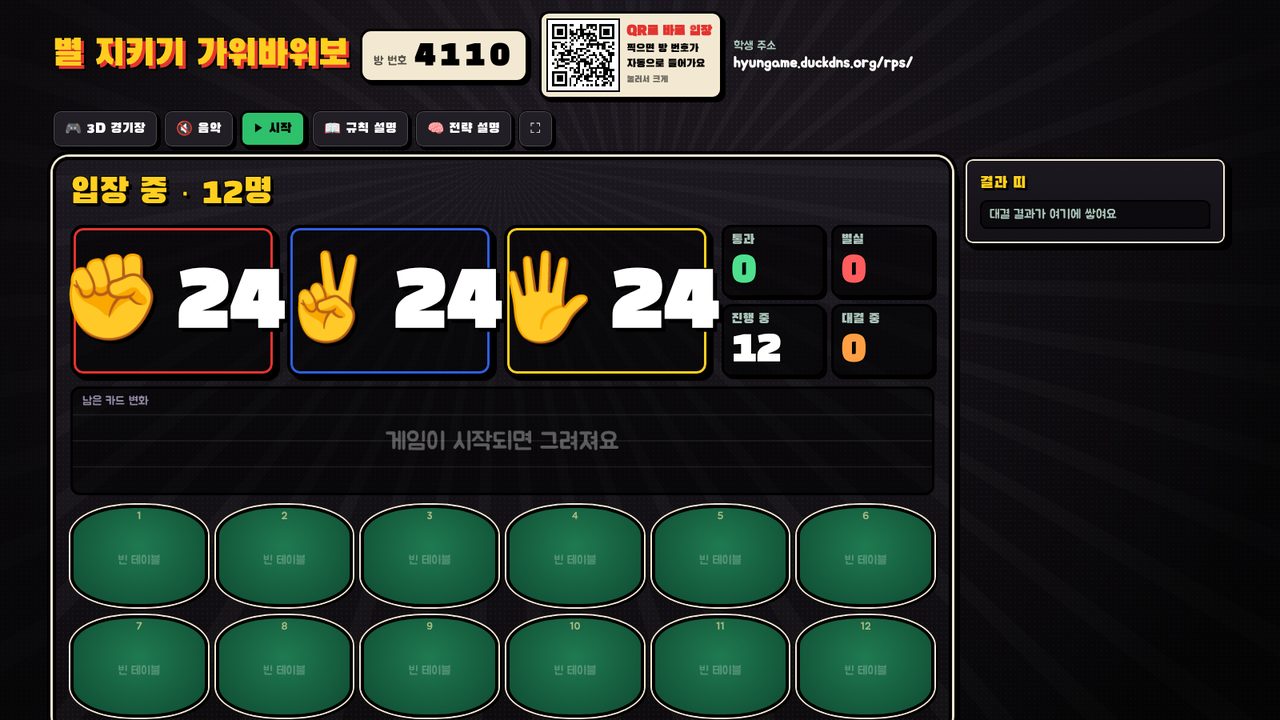 별 지키기 가위바위보
방 번호 4110
QR로 바로 입장
찍으면 방 번호가
자동으로 들어가요
눌러서 크게
학생 주소
hyungame.duckdns.org/rps/
3D 경기장
음악
시작
규칙 설명
전략 설명
입장 중 · 12명
24
24
24
통과
0
별실
0
진행 중
12
대결 중
0
결과 띠
대결 결과가 여기에 쌓여요
남은 카드 변화
게임이 시작되면 그려져요
1
빈 테이블
2
빈 테이블
3
빈 테이블
4
빈 테이블
5
빈 테이블
6
빈 테이블
7
빈 테이블
8
빈 테이블
9
빈 테이블
10
빈 테이블
11
빈 테이블
12
빈 테이블